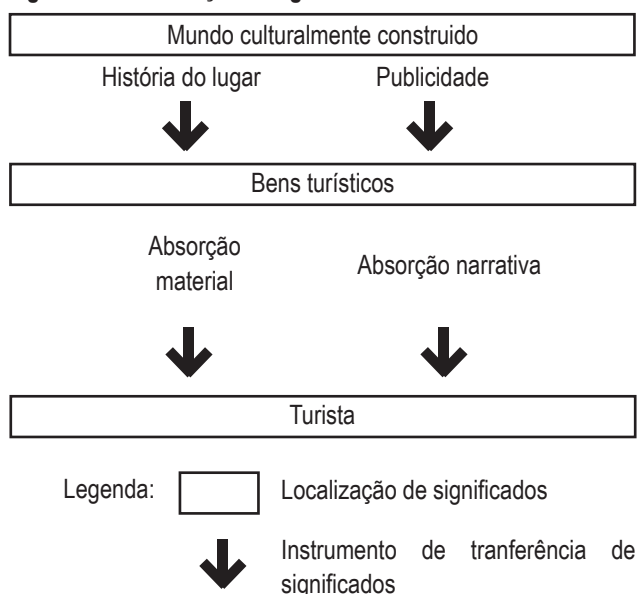 Mundo culturalmente construido
História do lugar Publicidade
Bens turísticos
Absorção
material
Absorção narrativa
Turista
Legenda: Localização de significados
Instrumento de tranferência de
significados